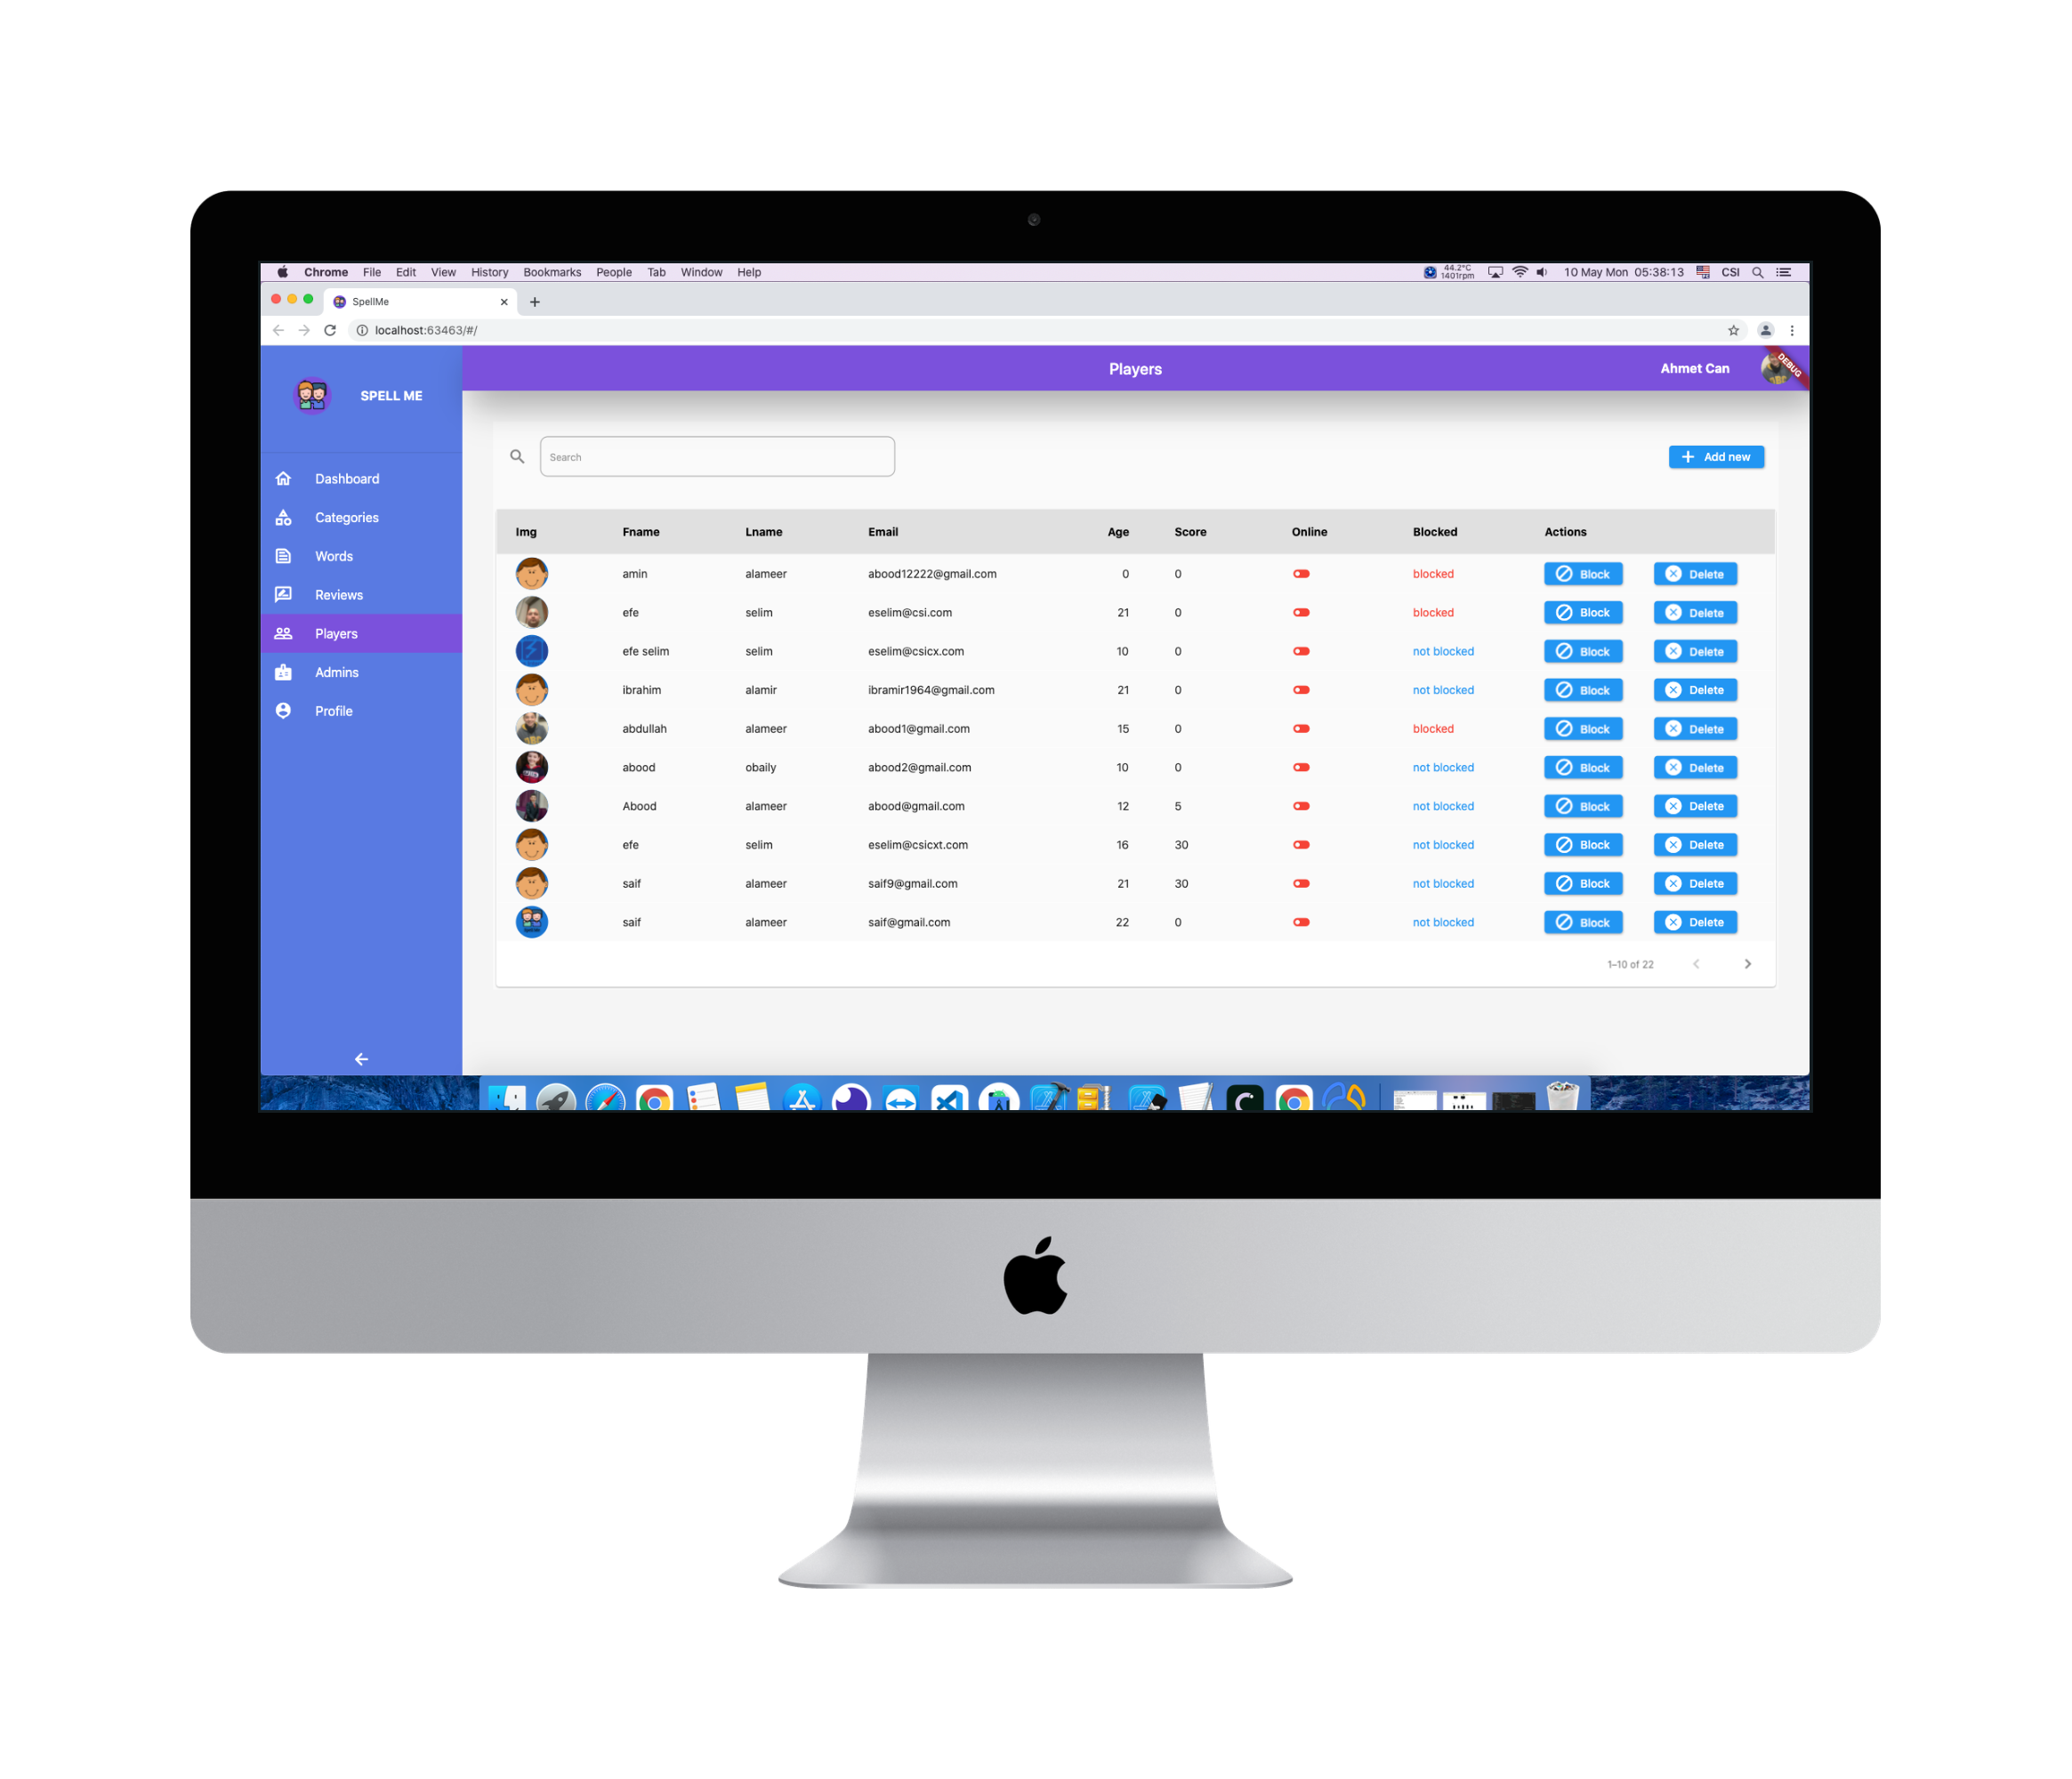 Chrome File Edit View History Bookmarks People Tab Window Help 44.2°C 1401rpm 10 May Mon 05:38:13 CSI
SpellMe
localhost:63463/#/
SPELL ME
Players Ahmet Can DEBUG
Dashboard
Categories
Words
Reviews
Players
Admins
Profile
Search Add new
Img Fname Lname Email Age Score Online Blocked Actions
amin alameer abood12222@gmail.com 0 0 blocked Block Delete
efe selim eselim@csi.com 21 0 blocked Block Delete
efe selim selim eselim@csicx.com 10 0 not blocked Block Delete
ibrahim alamir ibramir1964@gmail.com 21 0 not blocked Block Delete
abdullah alameer abood1@gmail.com 15 0 blocked Block Delete
abood obaily abood2@gmail.com 10 0 not blocked Block Delete
Abood alameer abood@gmail.com 12 5 not blocked Block Delete
efe selim eselim@csicxt.com 16 30 not blocked Block Delete
saif alameer saif9@gmail.com 21 30 not blocked Block Delete
saif alameer saif@gmail.com 22 0 not blocked Block Delete
1–10 of 22